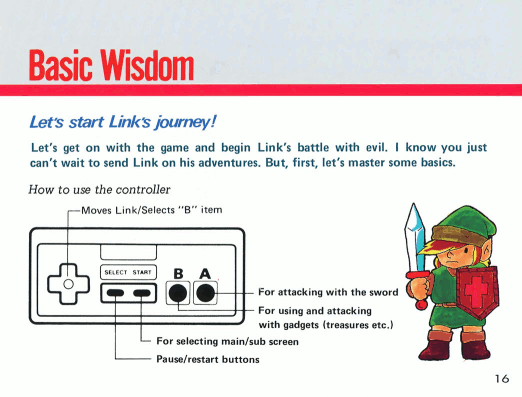 Basic Wisdom
Let's start Link's journey!
Let's get on with the game and begin Link's battle with evil. I know you just
can't wait to send Link on his adventures. But, first, let's master some basics.
How to use the controller
Moves Link/Selects "B" item
SELECT START B A
For attacking with the sword
For using and attacking
with gadgets (treasures etc.)
For selecting main/sub screen
Pause/restart buttons
16